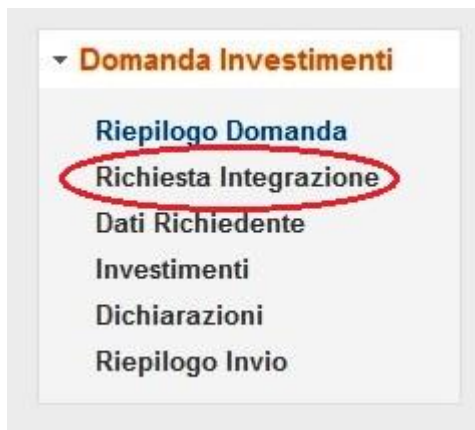 Domanda Investimenti
Riepilogo Domanda
Richiesta Integrazione
Dati Richiedente
Investimenti
Dichiarazioni
Riepilogo Invio